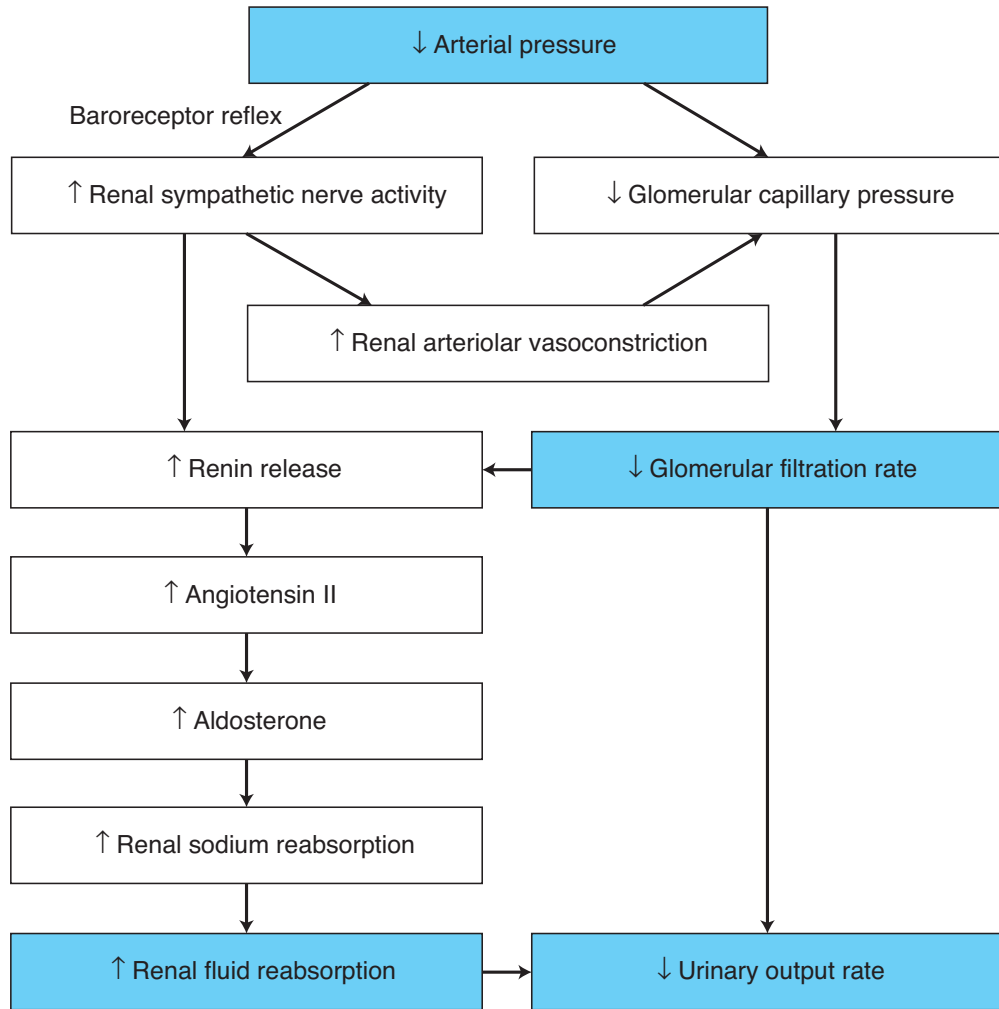 ↓ Arterial pressure
Baroreceptor reflex
↑ Renal sympathetic nerve activity
↓ Glomerular capillary pressure
↑ Renal arteriolar vasoconstriction
↑ Renin release
↓ Glomerular filtration rate
↑ Angiotensin II
↑ Aldosterone
↑ Renal sodium reabsorption
↑ Renal fluid reabsorption
↓ Urinary output rate